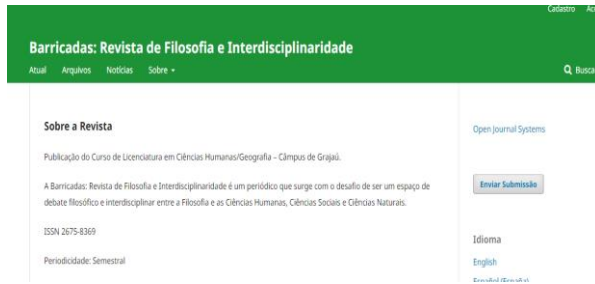 Cadastro
Barricadas: Revista de Filosofia e Interdisciplinaridade
Atual Arquivos Notícias Sobre
Busca
Sobre a Revista
Publicação do Curso de Licenciatura em Ciências Humanas/Geografia – Câmpus de Grajaú.
A Barricadas: Revista de Filosofia e Interdisciplinaridade é um periódico que surge com o desafio de ser um espaço de
debate filosófico e interdisciplinar entre a Filosofia e as Ciências Humanas, Ciências Sociais e Ciências Naturais.
ISSN 2675-8369
Periodicidade: Semestral
Open Journal Systems
Enviar Submissão
Idioma
English
Español (España)